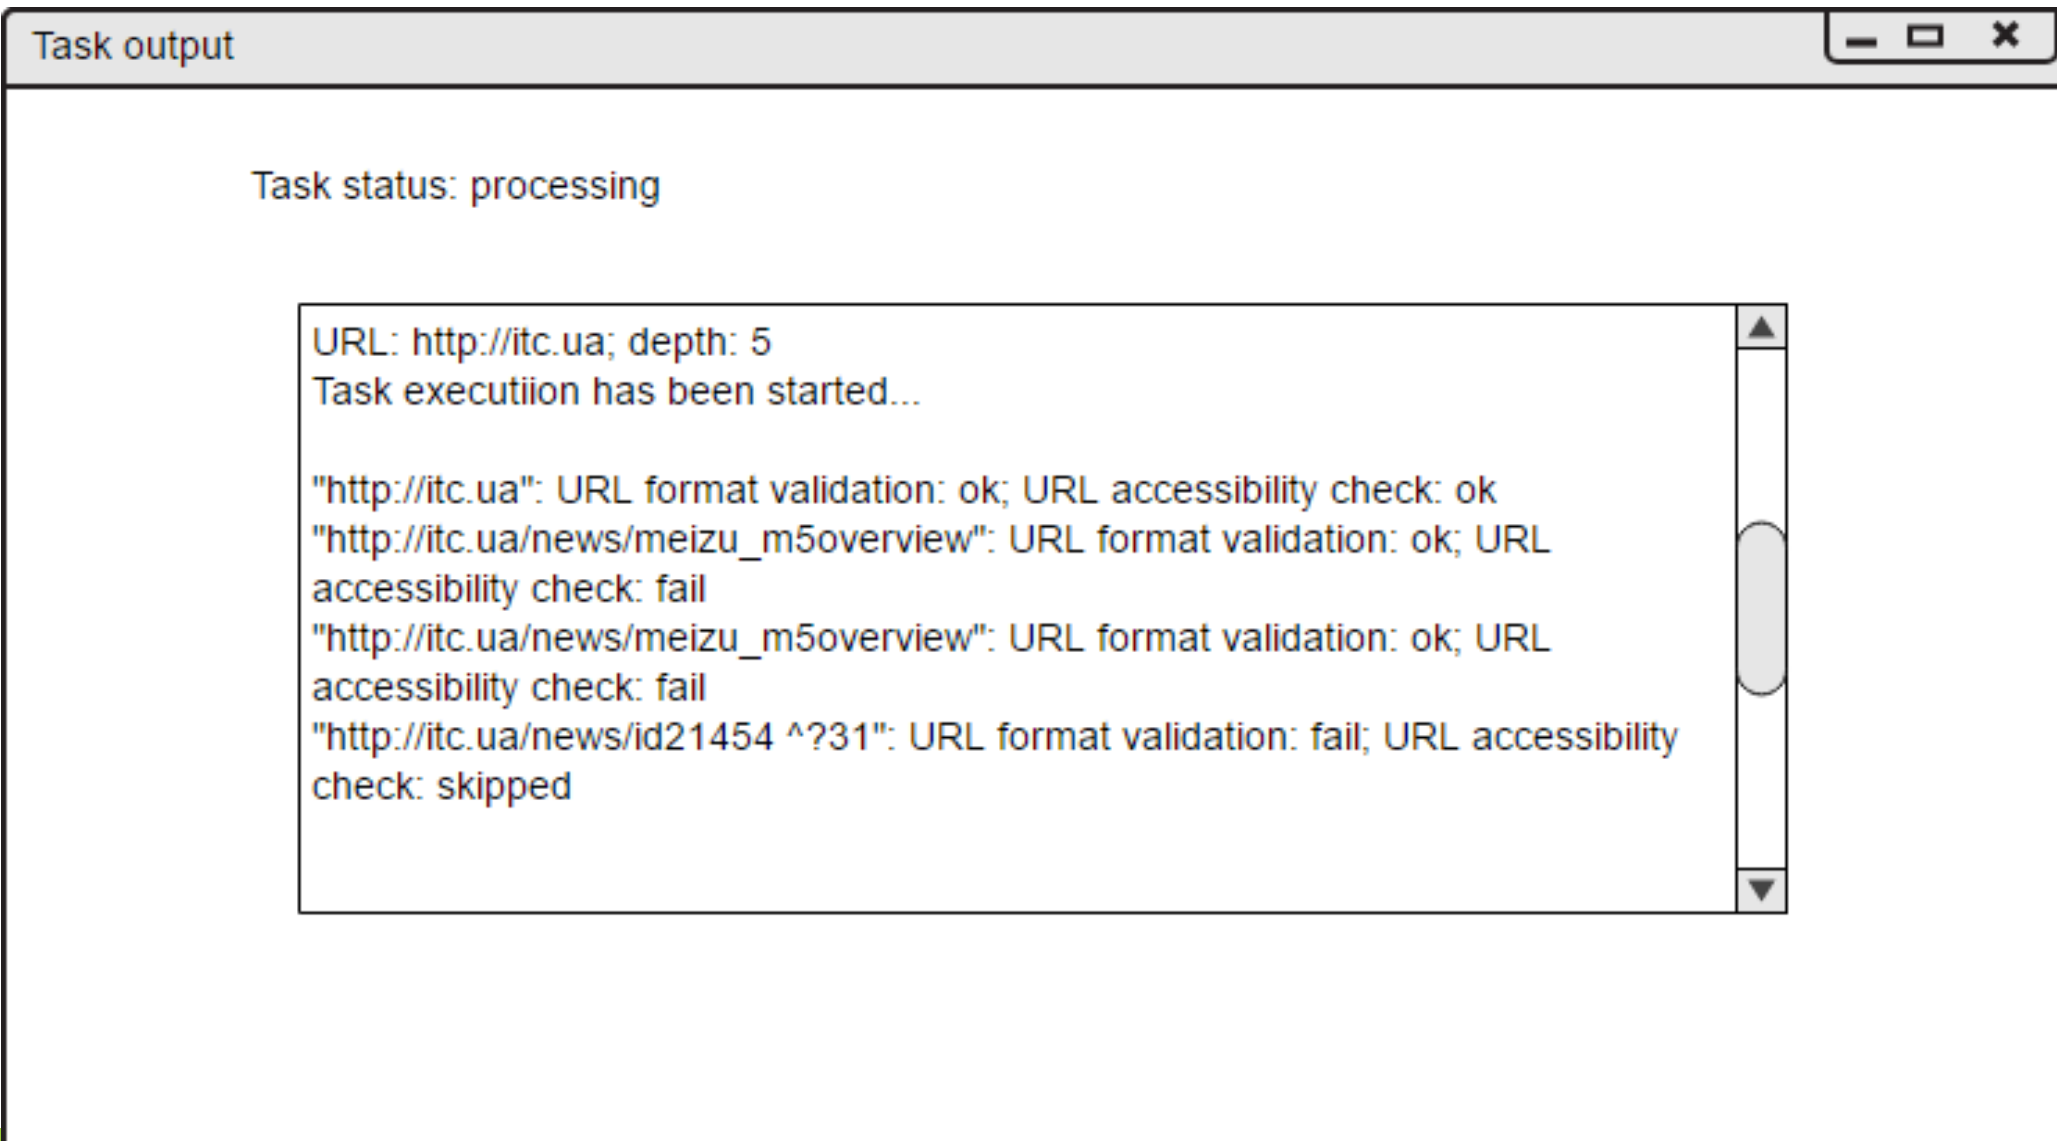 Task output
Task status: processing
URL: http://itc.ua; depth: 5
Task executiion has been started...
"http://itc.ua": URL format validation: ok; URL accessibility check: ok
"http://itc.ua/news/meizu_m5overview": URL format validation: ok; URL
accessibility check: fail
"http://itc.ua/news/meizu_m5overview": URL format validation: ok; URL
accessibility check: fail
"http://itc.ua/news/id21454 ^?31": URL format validation: fail; URL accessibility
check: skipped